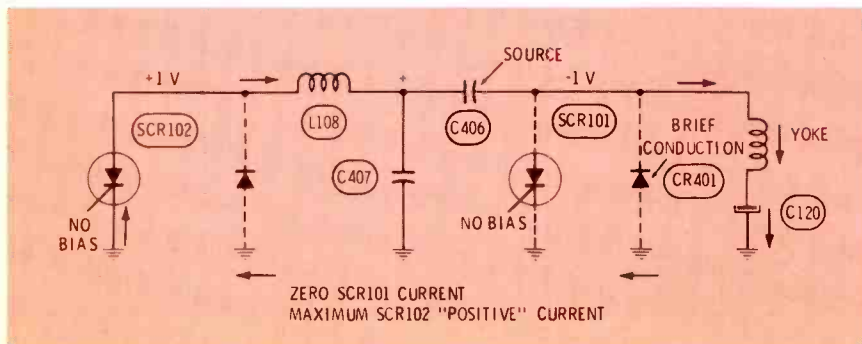 SOURCE
+1 V
+
-1 V
SCR102
L108
C406
SCR101
BRIEF
CONDUCTION
YOKE
C407
CR401
C120
NO
BIAS
NO BIAS
ZERO SCR101 CURRENT
MAXIMUM SCR102 "POSITIVE" CURRENT